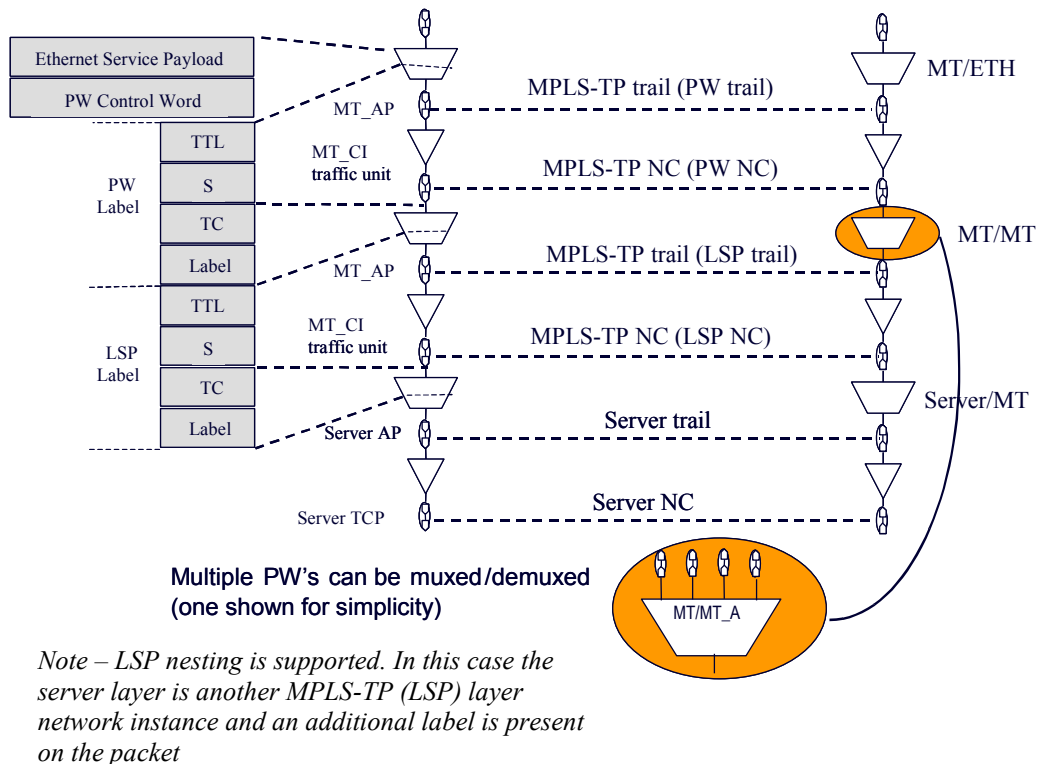 Ethernet Service Payload
PW Control Word
MT/ETH
MT_AP
MPLS-TP trail (PW trail)
TTL
S
TC
Label
PW
Label
MT_CI
traffic unit
MPLS-TP NC (PW NC)
MT/MT
MT_AP
MPLS-TP trail (LSP trail)
TTL
S
TC
Label
LSP
Label
MT_CI
traffic unit
MPLS-TP NC (LSP NC)
Server/MT
Server AP
Server trail
Server TCP
Server NC
Multiple PW's can be muxed/demuxed
(one shown for simplicity)
MT/MT_A
Note – LSP nesting is supported. In this case the
server layer is another MPLS-TP (LSP) layer
network instance and an additional label is present
on the packet